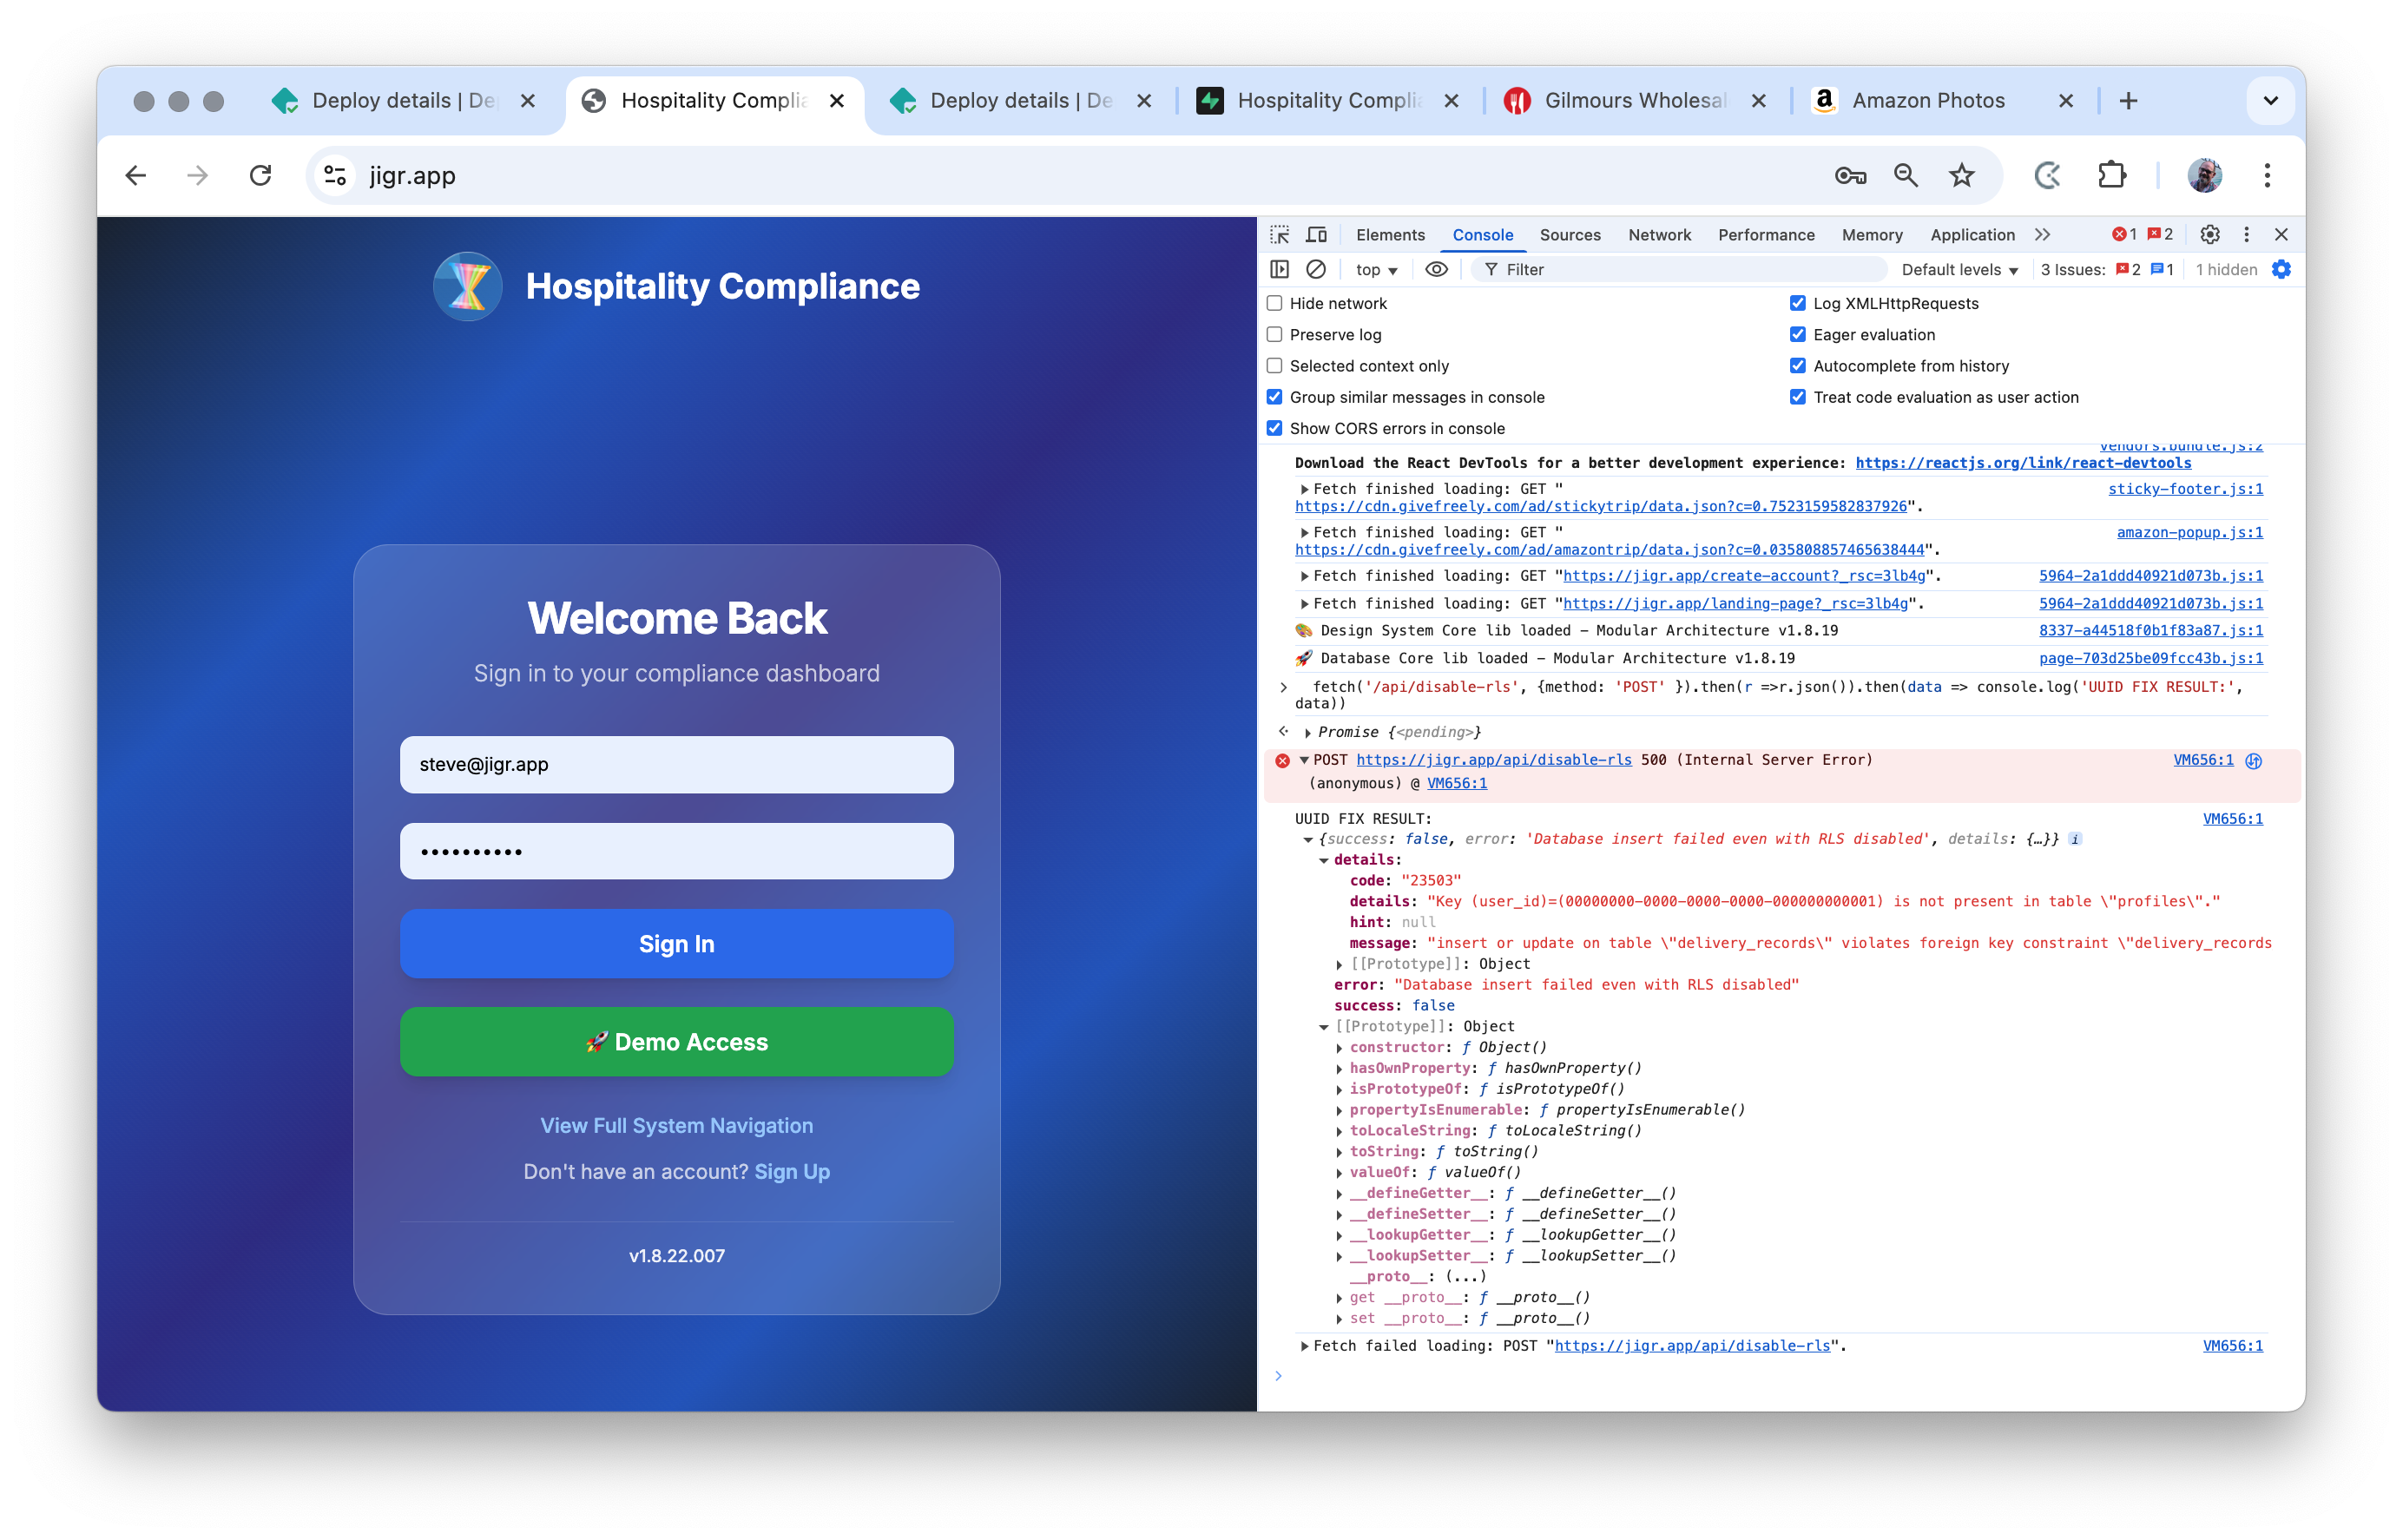 Deploy details | De
Hospitality Complia
Deploy details | De
Hospitality Complia
Gilmours Wholesal
Amazon Photos
jigr.app
Hospitality Compliance
Welcome Back
Sign in to your compliance dashboard
steve@jigr.app
••••••••••
Sign In
🚀 Demo Access
View Full System Navigation
Don't have an account? Sign Up
v1.8.22.007
Elements Console Sources Network Performance Memory Application 1 2
top Filter Default levels 3 Issues: 2 1 1 hidden
Hide network
Log XMLHttpRequests
Preserve log
Eager evaluation
Selected context only
Autocomplete from history
Group similar messages in console
Treat code evaluation as user action
Show CORS errors in console
vendors.bundle.js:2
Download the React DevTools for a better development experience: https://reactjs.org/link/react-devtools
Fetch finished loading: GET " sticky-footer.js:1
https://cdn.givefreely.com/ad/stickytrip/data.json?c=0.7523159582837926".
Fetch finished loading: GET " amazon-popup.js:1
https://cdn.givefreely.com/ad/amazontrip/data.json?c=0.035808857465638444".
Fetch finished loading: GET "https://jigr.app/create-account?_rsc=3lb4g". 5964-2a1ddd40921d073b.js:1
Fetch finished loading: GET "https://jigr.app/landing-page?_rsc=3lb4g". 5964-2a1ddd40921d073b.js:1
🎨 Design System Core lib loaded - Modular Architecture v1.8.19 8337-a44518f0b1f83a87.js:1
🚀 Database Core lib loaded - Modular Architecture v1.8.19 page-703d25be09fcc43b.js:1
fetch('/api/disable-rls', {method: 'POST' }).then(r =>r.json()).then(data => console.log('UUID FIX RESULT:',
data))
Promise {<pending>}
POST https://jigr.app/api/disable-rls 500 (Internal Server Error) VM656:1
(anonymous) @ VM656:1
UUID FIX RESULT: VM656:1
{success: false, error: 'Database insert failed even with RLS disabled', details: {…}} i
details:
code: "23503"
details: "Key (user_id)=(00000000-0000-0000-0000-000000000001) is not present in table \"profiles\"."
hint: null
message: "insert or update on table \"delivery_records\" violates foreign key constraint \"delivery_records
[[Prototype]]: Object
error: "Database insert failed even with RLS disabled"
success: false
[[Prototype]]: Object
constructor: ƒ Object()
hasOwnProperty: ƒ hasOwnProperty()
isPrototypeOf: ƒ isPrototypeOf()
propertyIsEnumerable: ƒ propertyIsEnumerable()
toLocaleString: ƒ toLocaleString()
toString: ƒ toString()
valueOf: ƒ valueOf()
__defineGetter__: ƒ __defineGetter__()
__defineSetter__: ƒ __defineSetter__()
__lookupGetter__: ƒ __lookupGetter__()
__lookupSetter__: ƒ __lookupSetter__()
__proto__: (...)
get __proto__: ƒ __proto__()
set __proto__: ƒ __proto__()
Fetch failed loading: POST "https://jigr.app/api/disable-rls". VM656:1